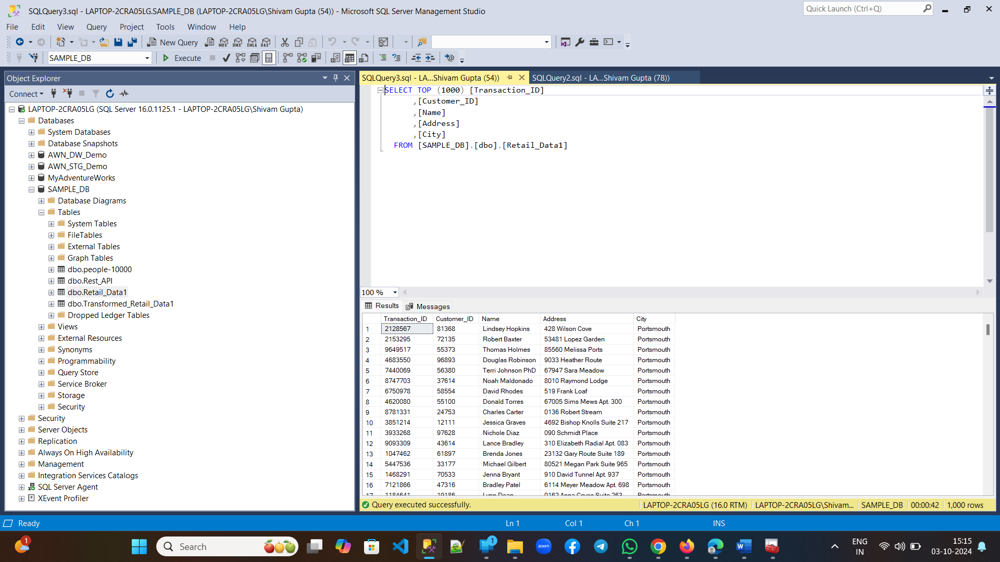 SQLQuery3.sql - LAPTOP-2CRA05LG.SAMPLE_DB (LAPTOP-2CRA05LG\Shivam Gupta (54)) - Microsoft SQL Server Management Studio
Quick Launch (Ctrl+Q)
File Edit View Query Project Tools Window Help
New Query
MDX DMX XMLA DAX
SAMPLE_DB
Execute
Object Explorer
Connect
LAPTOP-2CRA05LG (SQL Server 16.0.1125.1 - LAPTOP-2CRA05LG\Shivam Gupta)
Databases
System Databases
Database Snapshots
AWN_DW_Demo
AWN_STG_Demo
MyAdventureWorks
SAMPLE_DB
Database Diagrams
Tables
System Tables
FileTables
External Tables
Graph Tables
dbo.people-10000
dbo.Rest_API
dbo.Retail_Data1
dbo.Transformed_Retail_Data1
Dropped Ledger Tables
Views
External Resources
Synonyms
Programmability
Query Store
Service Broker
Storage
Security
Security
Server Objects
Replication
Always On High Availability
Management
Integration Services Catalogs
SQL Server Agent
XEvent Profiler
SQLQuery3.sql - LA...Shivam Gupta (54))
SQLQuery2.sql - LA...Shivam Gupta (78))
SELECT TOP (1000) [Transaction_ID]
,[Customer_ID]
,[Name]
,[Address]
,[City]
FROM [SAMPLE_DB].[dbo].[Retail_Data1]
100 %
Results Messages
Transaction_ID Customer_ID Name Address City
1 2128567 81368 Lindsey Hopkins 428 Wilson Cove Portsmouth
2 2153295 72135 Robert Baxter 53481 Lopez Garden Portsmouth
3 9649517 55373 Thomas Holmes 85560 Melissa Ports Portsmouth
4 4683550 96893 Douglas Robinson 9033 Heather Route Portsmouth
5 7440069 56380 Terri Johnson PhD 67947 Sara Meadow Portsmouth
6 8747703 37614 Noah Maldonado 8010 Raymond Lodge Portsmouth
7 6750978 58554 David Rhodes 519 Frank Loaf Portsmouth
8 4620080 55100 Donald Torres 67005 Sims Mews Apt. 300 Portsmouth
9 8781331 24753 Charles Carter 0136 Robert Stream Portsmouth
10 3851214 12111 Jessica Graves 4692 Bishop Knolls Suite 217 Portsmouth
11 3933268 97628 Nichole Diaz 090 Schmidt Place Portsmouth
12 9093309 43614 Lance Bradley 310 Elizabeth Radial Apt. 083 Portsmouth
13 1047462 61897 Brenda Jones 23132 Gary Route Suite 189 Portsmouth
14 5447536 33177 Michael Gilbert 80521 Megan Park Suite 965 Portsmouth
15 1468291 70533 Jenna Bryant 910 David Tunnel Apt. 937 Portsmouth
16 7121866 47316 Bradley Patel 6114 Meyer Meadow Apt. 698 Portsmouth
17 1184641 19186 Lynn Dean 0162 Anna Coves Suite 263 Portsmouth
Query executed successfully.
LAPTOP-2CRA05LG (16.0 RTM) LAPTOP-2CRA05LG\Shivam... SAMPLE_DB 00:00:42 1,000 rows
Ready
Ln 1 Col 1 Ch 1 INS
1
Search
1
zoom
ENG
IN
15:15
03-10-2024